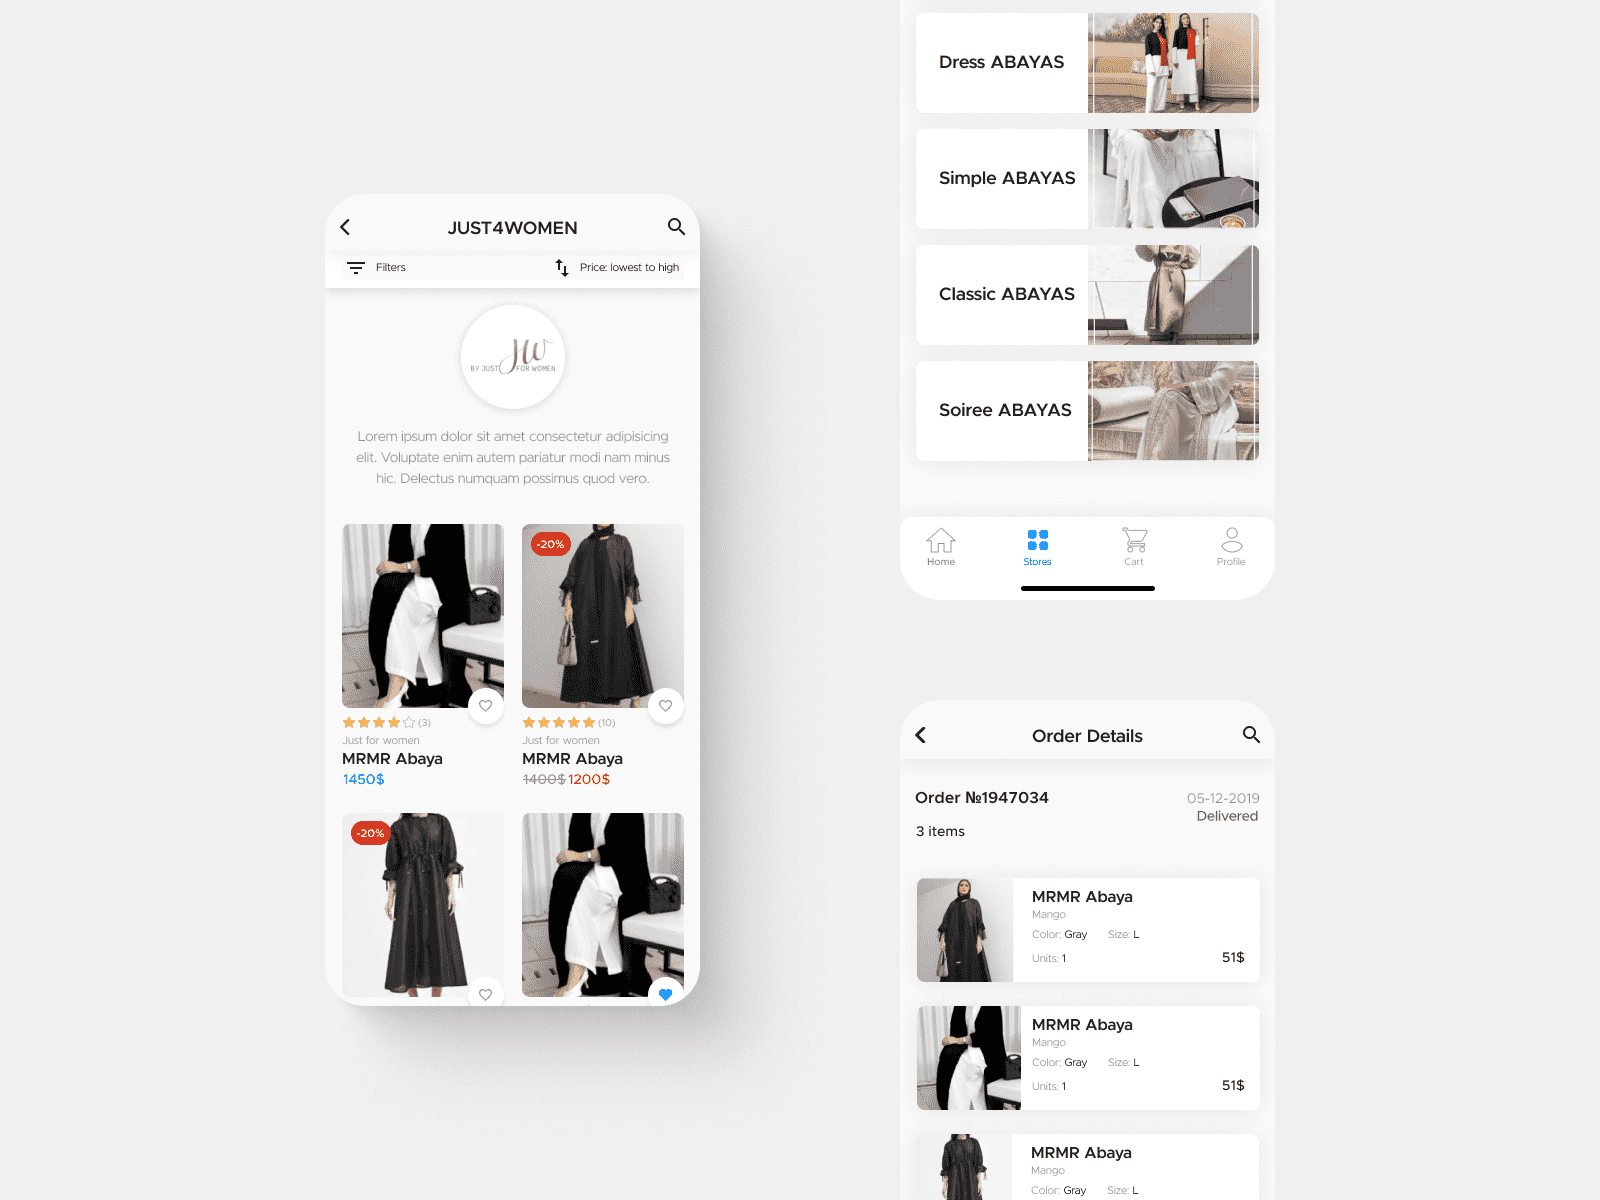 JUST4WOMEN
Filters
Price: lowest to high
JW
BY JUST FOR WOMEN
Lorem ipsum dolor sit amet consectetur adipisicing
elit. Voluptate enim autem pariatur modi nam minus
hic. Delectus numquam possimus quod vero.
(3)
Just for women
MRMR Abaya
1450$
-20%
(10)
Just for women
MRMR Abaya
1400$ 1200$
-20%
Dress ABAYAS
Simple ABAYAS
Classic ABAYAS
Soiree ABAYAS
Home
Stores
Cart
Profile
Order Details
Order №1947034
05-12-2019
Delivered
3 items
MRMR Abaya
Mango
Color: Gray Size: L
Units: 1
51$
MRMR Abaya
Mango
Color: Gray Size: L
Units: 1
51$
MRMR Abaya
Mango
Color: Gray Size: L